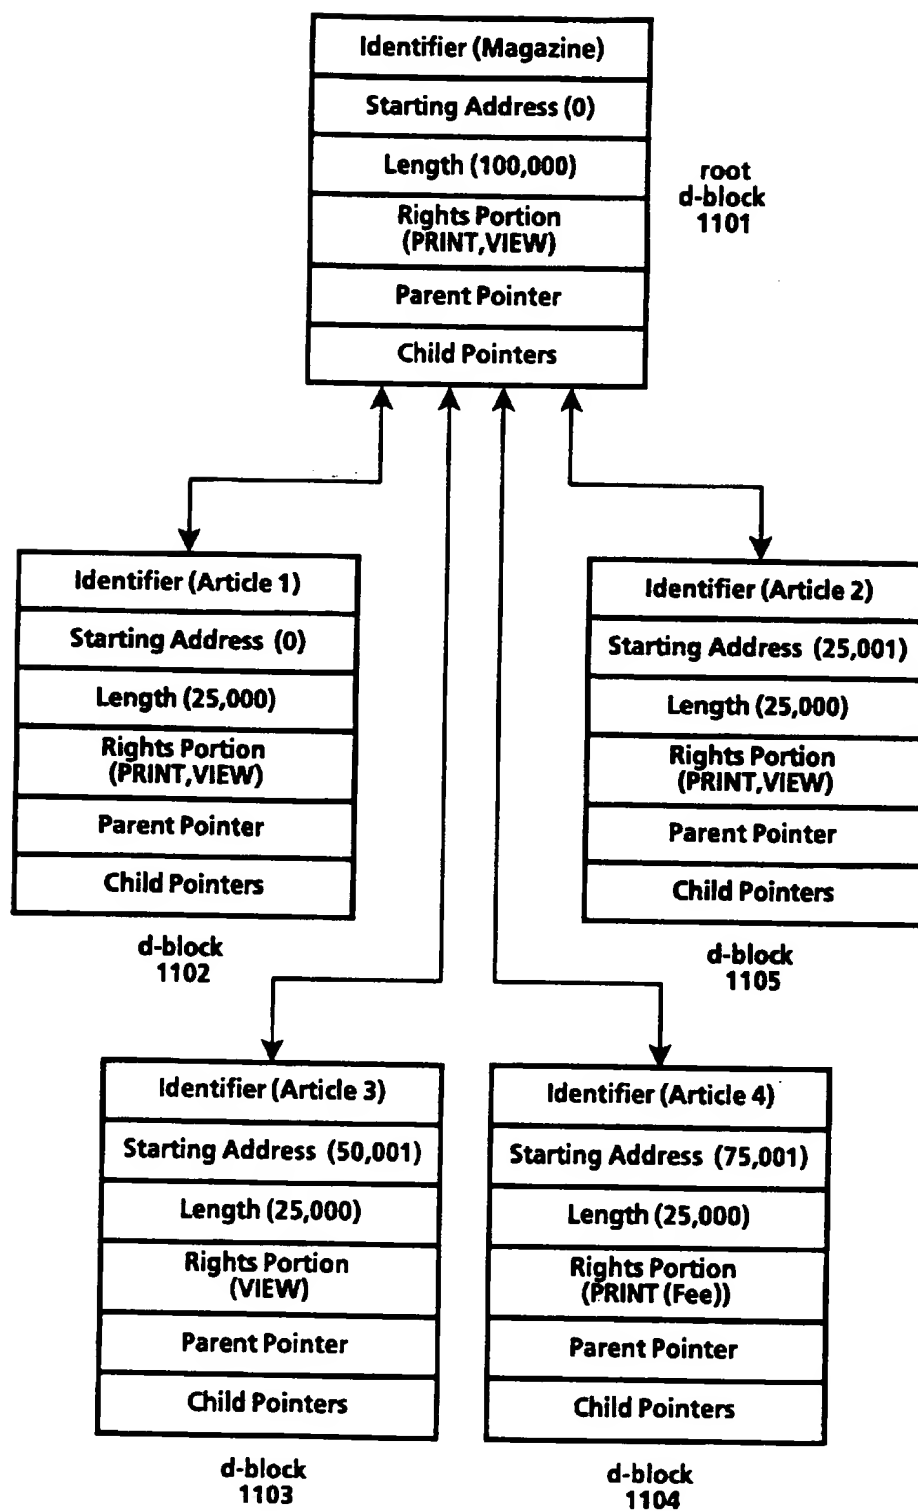 Identifier (Magazine)
Starting Address (0)
Length (100,000)
Rights Portion
(PRINT,VIEW)
Parent Pointer
Child Pointers
root
d-block
1101
Identifier (Article 1)
Starting Address (0)
Length (25,000)
Rights Portion
(PRINT,VIEW)
Parent Pointer
Child Pointers
d-block
1102
Identifier (Article 2)
Starting Address (25,001)
Length (25,000)
Rights Portion
(PRINT,VIEW)
Parent Pointer
Child Pointers
d-block
1105
Identifier (Article 3)
Starting Address (50,001)
Length (25,000)
Rights Portion
(VIEW)
Parent Pointer
Child Pointers
d-block
1103
Identifier (Article 4)
Starting Address (75,001)
Length (25,000)
Rights Portion
(PRINT (Fee))
Parent Pointer
Child Pointers
d-block
1104